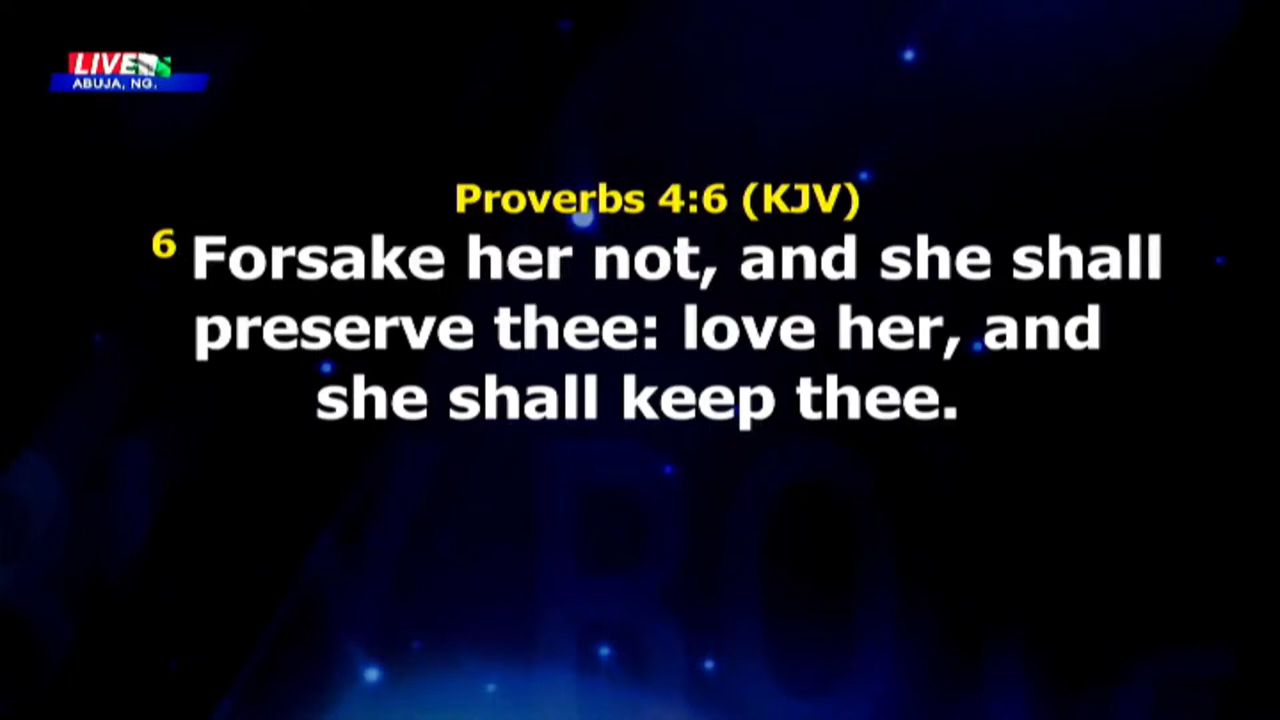 LIVE
ABUJA, NG.
Proverbs 4:6 (KJV)
6 Forsake her not, and she shall
preserve thee: love her, and
she shall keep thee.